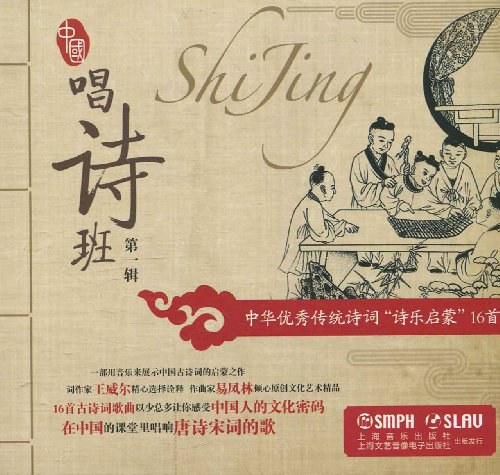 中國
唱诗班
第一辑
ShiJing
中华优秀传统诗词“诗乐启蒙”16首
一部用音乐来展示中国古诗词的启蒙之作
词作家王威尔精心选择诠释 作曲家易凤林倾心原创文化艺术精品
16首古诗词歌曲以少总多让你感受中国人的文化密码
在中国的课堂里唱响唐诗宋词的歌
SMPH SLAV
上海音乐出版社
上海文艺音像电子出版社 出版发行